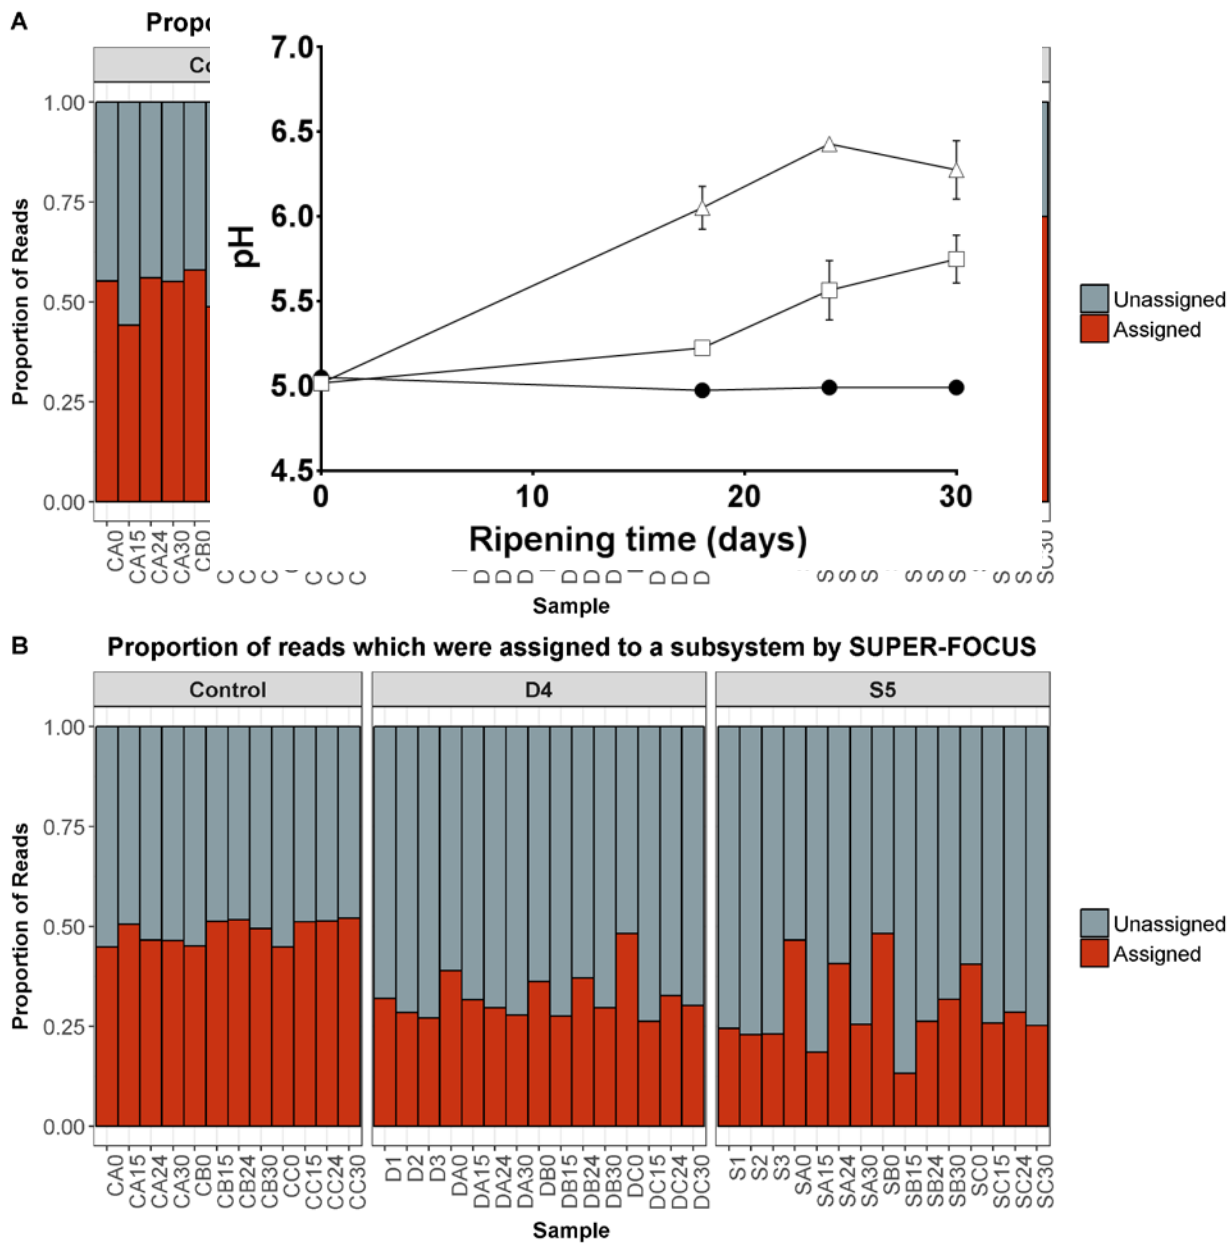 A
Propo
Co
7.0
6.5
6.0
5.5
5.0
4.5
pH
0 10 20 30
Ripening time (days)
1.00
0.75
0.50
0.25
0.00
Proportion of Reads
CA0 CA15 CA24 CA30 CB0 C C C C C C D D D D D D D D D S S S S S S S S SC30
Sample
Unassigned
Assigned
B Proportion of reads which were assigned to a subsystem by SUPER-FOCUS
Control D4 S5
1.00
0.75
0.50
0.25
0.00
Proportion of Reads
CA0 CA15 CA24 CA30 CB0 CB15 CB24 CB30 CC0 CC15 CC24 CC30 D1 D2 D3 DA0 DA15 DA24 DA30 DB0 DB15 DB24 DB30 DC0 DC15 DC24 DC30 S1 S2 S3 SA0 SA15 SA24 SA30 SB0 SB15 SB24 SB30 SC0 SC15 SC24 SC30
Sample
Unassigned
Assigned